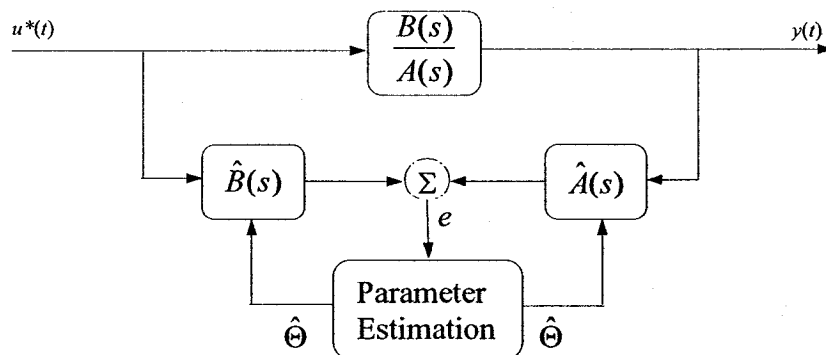 u*(t)
B(s)
A(s)
y(t)
B̂(s)
Σ
Â(s)
e
Parameter
Estimation
Θ̂
Θ̂